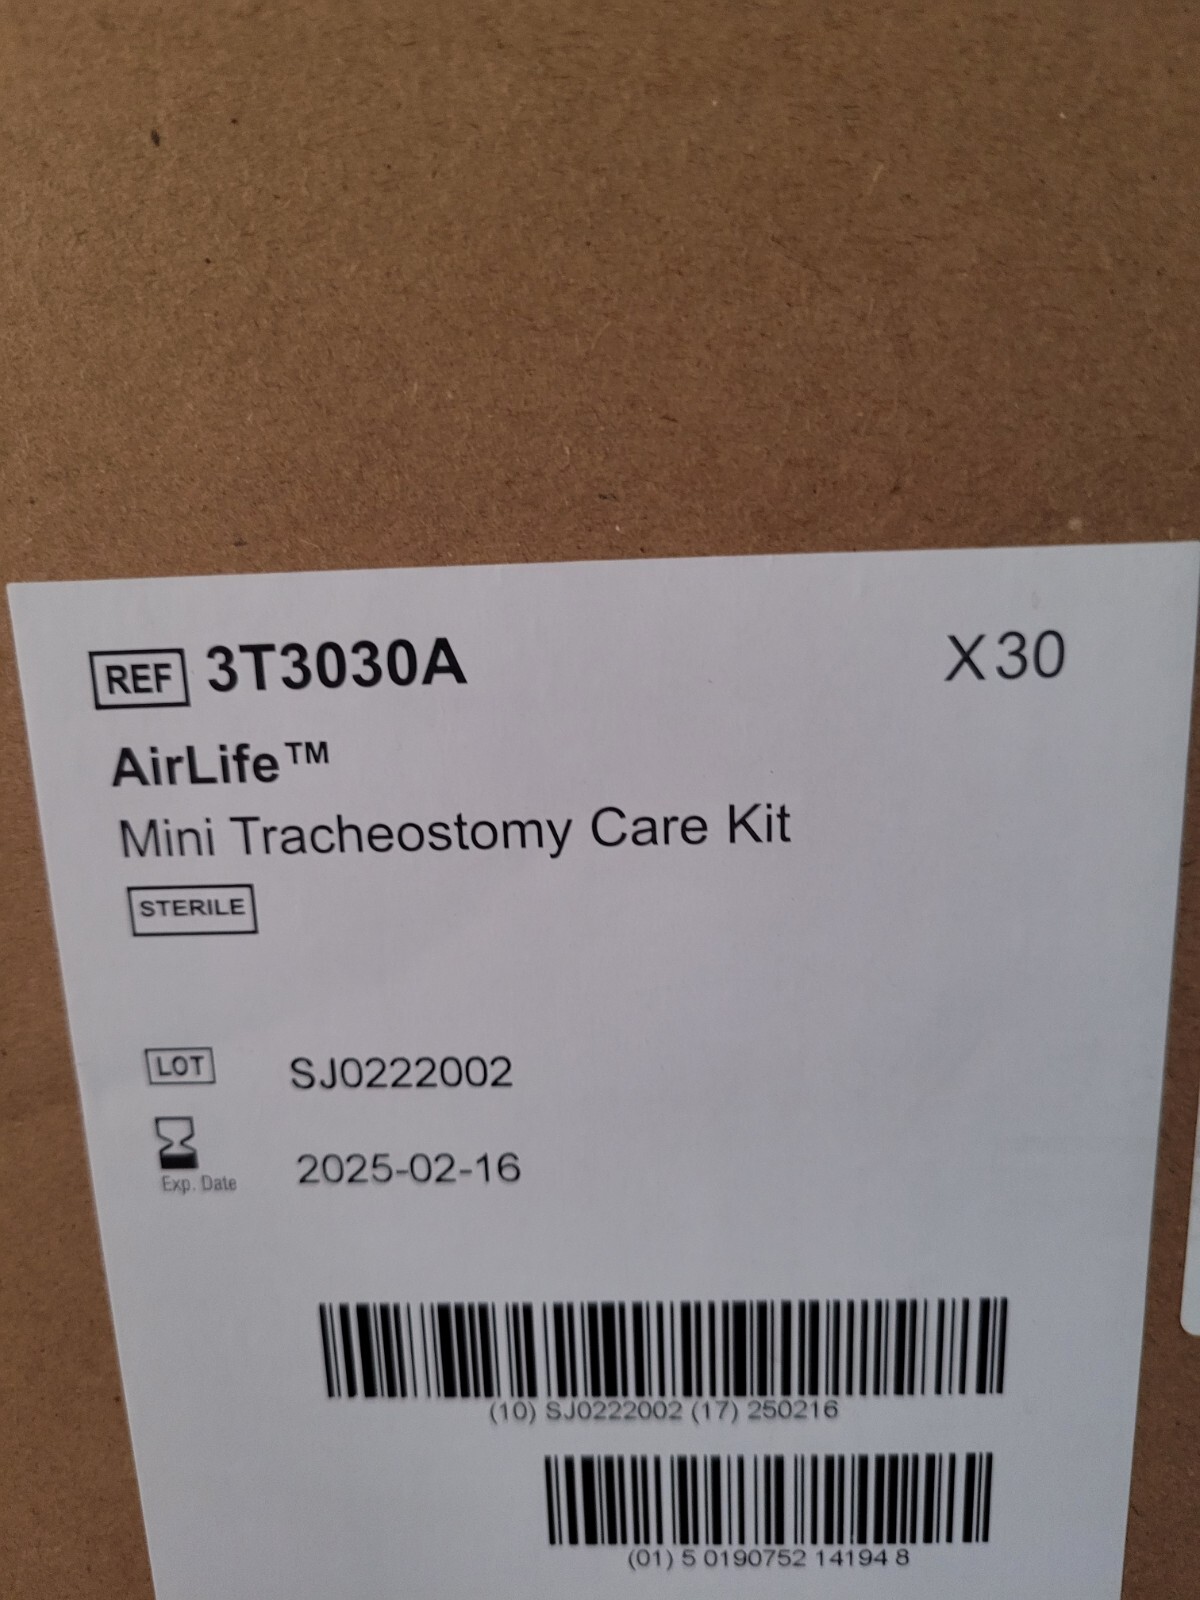 REF 3T3030A X30
AirLife™
Mini Tracheostomy Care Kit
STERILE
LOT SJ0222002
2025-02-16
Exp. Date
(10) SJ0222002 (17) 250216
(01) 5 0190752 14194 8